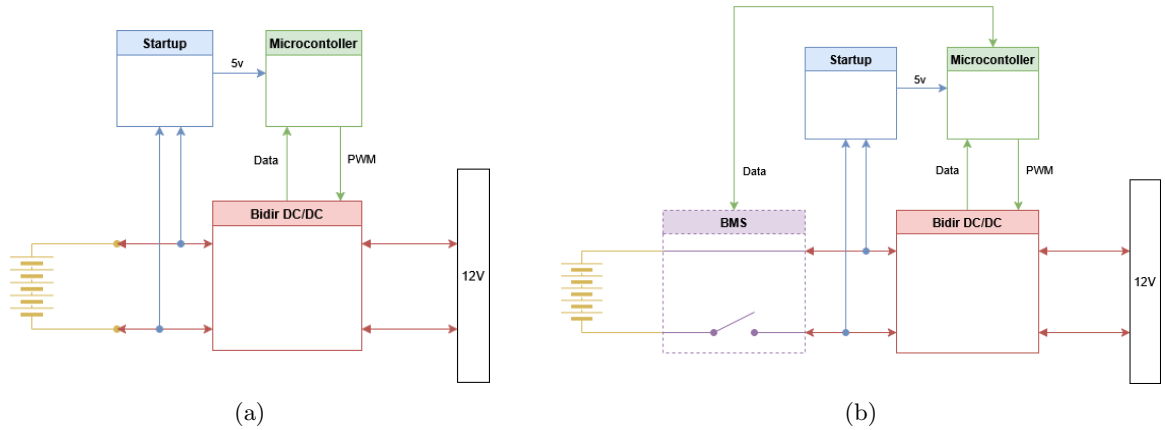 Startup
Microcontoller
5v
Data
PWM
Bidir DC/DC
12V
(a)
Startup
Microcontoller
5v
Data
Data
PWM
BMS
Bidir DC/DC
12V
(b)